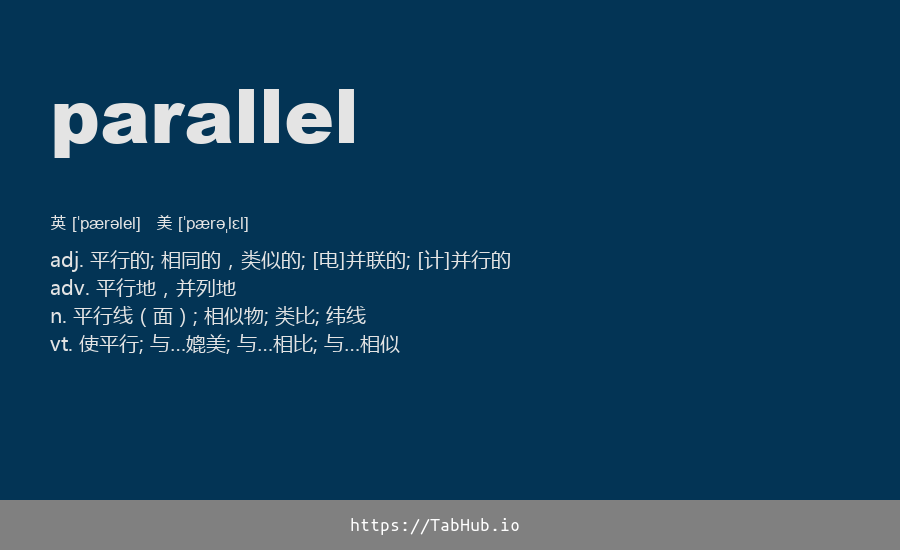 parallel
英 [ˈpærəlel] 美 [ˈpærəˌlɛl]
adj. 平行的; 相同的，类似的; [电]并联的; [计]并行的
adv. 平行地，并列地
n. 平行线（面）; 相似物; 类比; 纬线
vt. 使平行; 与…媲美; 与…相比; 与…相似
https://TabHub.io